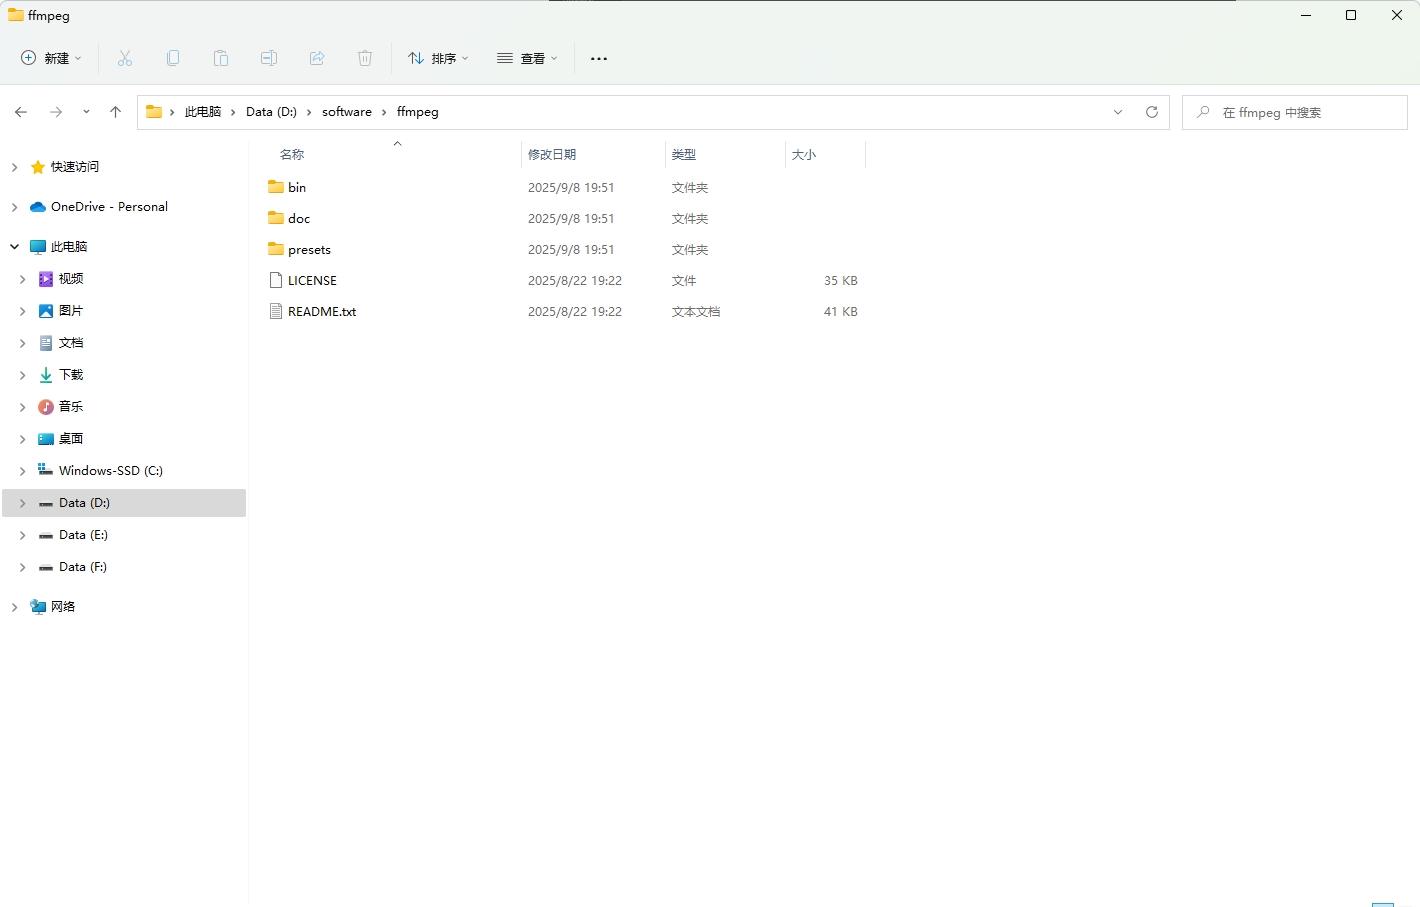 ffmpeg
新建
排序
查看
此电脑 Data (D:) software ffmpeg
在 ffmpeg 中搜索
快速访问
OneDrive - Personal
此电脑
视频
图片
文档
下载
音乐
桌面
Windows-SSD (C:)
Data (D:)
Data (E:)
Data (F:)
网络
名称 修改日期 类型 大小
bin 2025/9/8 19:51 文件夹
doc 2025/9/8 19:51 文件夹
presets 2025/9/8 19:51 文件夹
LICENSE 2025/8/22 19:22 文件 35 KB
README.txt 2025/8/22 19:22 文本文档 41 KB